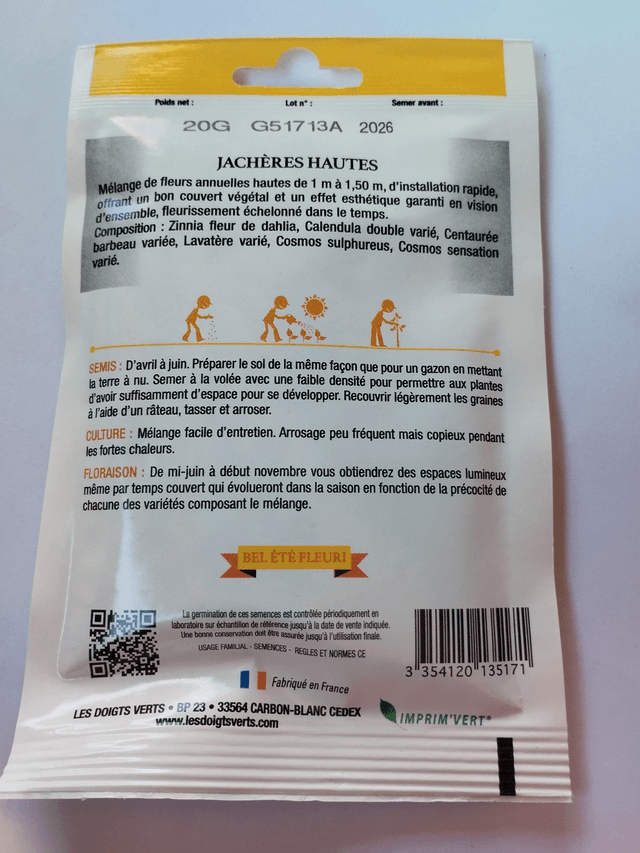 Poids net : Lot n° : Semer avant :
20G G51713A 2026
JACHÈRES HAUTES
Mélange de fleurs annuelles hautes de 1 m à 1,50 m, d'installation rapide,
offrant un bon couvert végétal et un effet esthétique garanti en vision
d'ensemble, fleurissement échelonné dans le temps.
Composition : Zinnia fleur de dahlia, Calendula double varié, Centaurée
barbeau variée, Lavatère varié, Cosmos sulphureus, Cosmos sensation
varié.
SEMIS : D'avril à juin. Préparer le sol de la même façon que pour un gazon en mettant
la terre à nu. Semer à la volée avec une faible densité pour permettre aux plantes
d'avoir suffisamment d'espace pour se développer. Recouvrir légèrement les graines
à l'aide d'un râteau, tasser et arroser.
CULTURE : Mélange facile d'entretien. Arrosage peu fréquent mais copieux pendant
les fortes chaleurs.
FLORAISON : De mi-juin à début novembre vous obtiendrez des espaces lumineux
même par temps couvert qui évolueront dans la saison en fonction de la précocité de
chacune des variétés composant le mélange.
BEL ÉTÉ FLEURI
La germination de ces semences est contrôlée périodiquement en
laboratoire sur échantillon de référence jusqu'à la date de vente indiquée.
Une bonne conservation doit être assurée jusqu'à l'utilisation finale.
USAGE FAMILIAL - SEMENCES - REGLES ET NORMES CE
3 354120 135171
Fabriqué en France
LES DOIGTS VERTS • BP 23 • 33564 CARBON-BLANC CEDEX
www.lesdoigtsverts.com
IMPRIM'VERT®